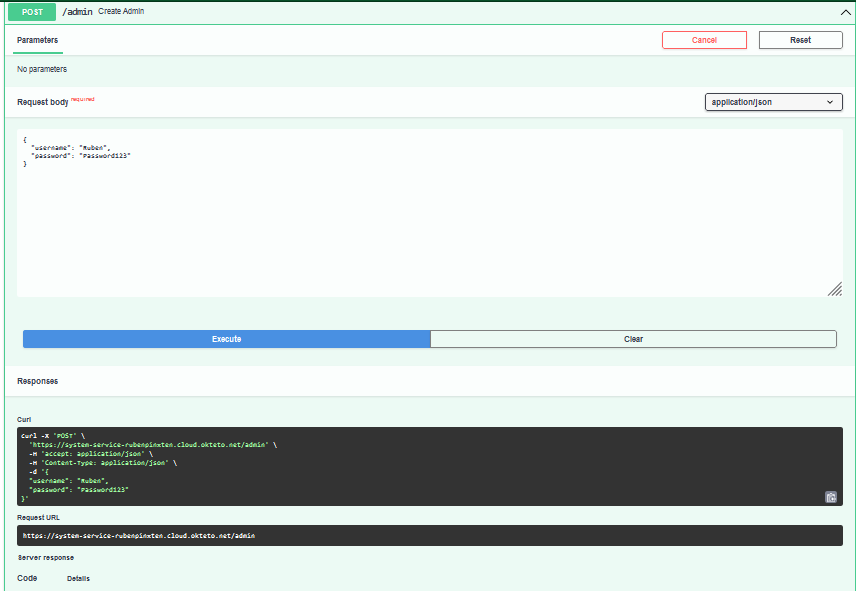 POST /admin Create Admin
Parameters
Cancel
Reset
No parameters
Request body required
application/json
{
  "username": "Ruben",
  "password": "Password123"
}
Execute
Clear
Responses
Curl
curl -X 'POST' \
  'https://system-service-rubenpinxten.cloud.okteto.net/admin' \
  -H 'accept: application/json' \
  -H 'Content-Type: application/json' \
  -d '{
  "username": "Ruben",
  "password": "Password123"
}'
Request URL
https://system-service-rubenpinxten.cloud.okteto.net/admin
Server response
Code Details